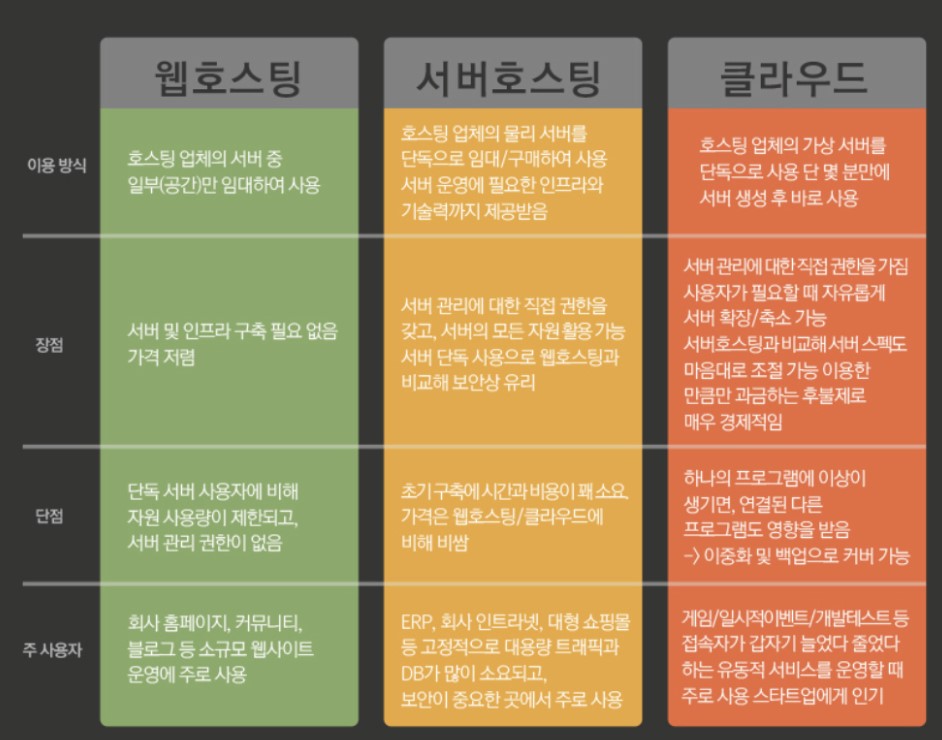 웹호스팅
서버호스팅
클라우드
이용 방식
호스팅 업체의 서버 중
일부(공간)만 임대하여 사용
호스팅 업체의 물리 서버를
단독으로 임대/구매하여 사용
서버 운영에 필요한 인프라와
기술력까지 제공받음
호스팅 업체의 가상 서버를
단독으로 사용 단 몇 분만에
서버 생성 후 바로 사용
장점
서버 및 인프라 구축 필요 없음
가격 저렴
서버 관리에 대한 직접 권한을
갖고, 서버의 모든 자원 활용 가능
서버 단독 사용으로 웹호스팅과
비교해 보안상 유리
서버 관리에 대한 직접 권한을 가짐
사용자가 필요할 때 자유롭게
서버 확장/축소 가능
서버호스팅과 비교해 서버 스펙도
마음대로 조절 가능 이용한
만큼만 과금하는 후불제로
매우 경제적임
단점
단독 서버 사용자에 비해
자원 사용량이 제한되고,
서버 관리 권한이 없음
초기 구축에 시간과 비용이 꽤 소요.
가격은 웹호스팅/클라우드에
비해 비쌈
하나의 프로그램에 이상이
생기면, 연결된 다른
프로그램도 영향을 받음
-> 이중화 및 백업으로 커버 가능
주 사용자
회사 홈페이지, 커뮤니티,
블로그 등 소규모 웹사이트
운영에 주로 사용
ERP, 회사 인트라넷, 대형 쇼핑몰
등 고정적으로 대용량 트래픽과
DB가 많이 소요되고,
보안이 중요한 곳에서 주로 사용
게임/일시적이벤트/개발테스트 등
접속자가 갑자기 늘었다 줄었다
하는 유동적 서비스를 운영할 때
주로 사용 스타트업에게 인기